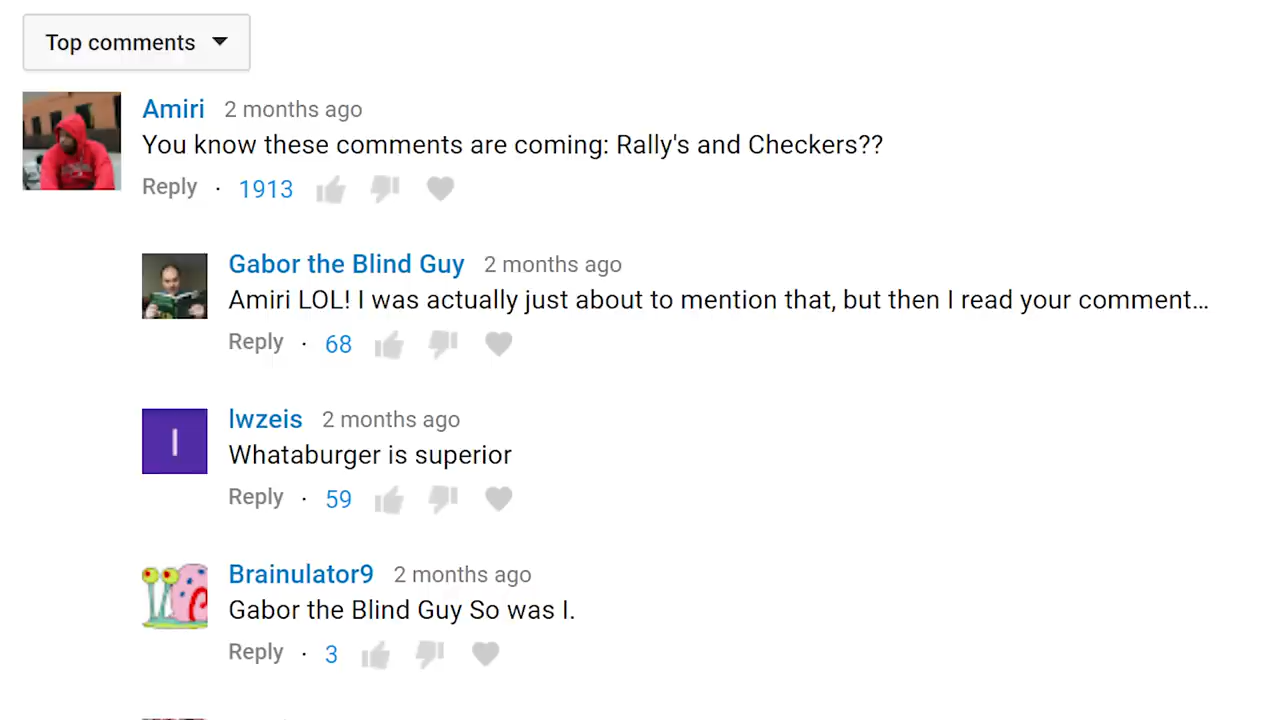 Top comments
Amiri 2 months ago
You know these comments are coming: Rally's and Checkers??
Reply · 1913
Gabor the Blind Guy 2 months ago
Amiri LOL! I was actually just about to mention that, but then I read your comment...
Reply · 68
I
lwzeis 2 months ago
Whataburger is superior
Reply · 59
Brainulator9 2 months ago
Gabor the Blind Guy So was I.
Reply · 3